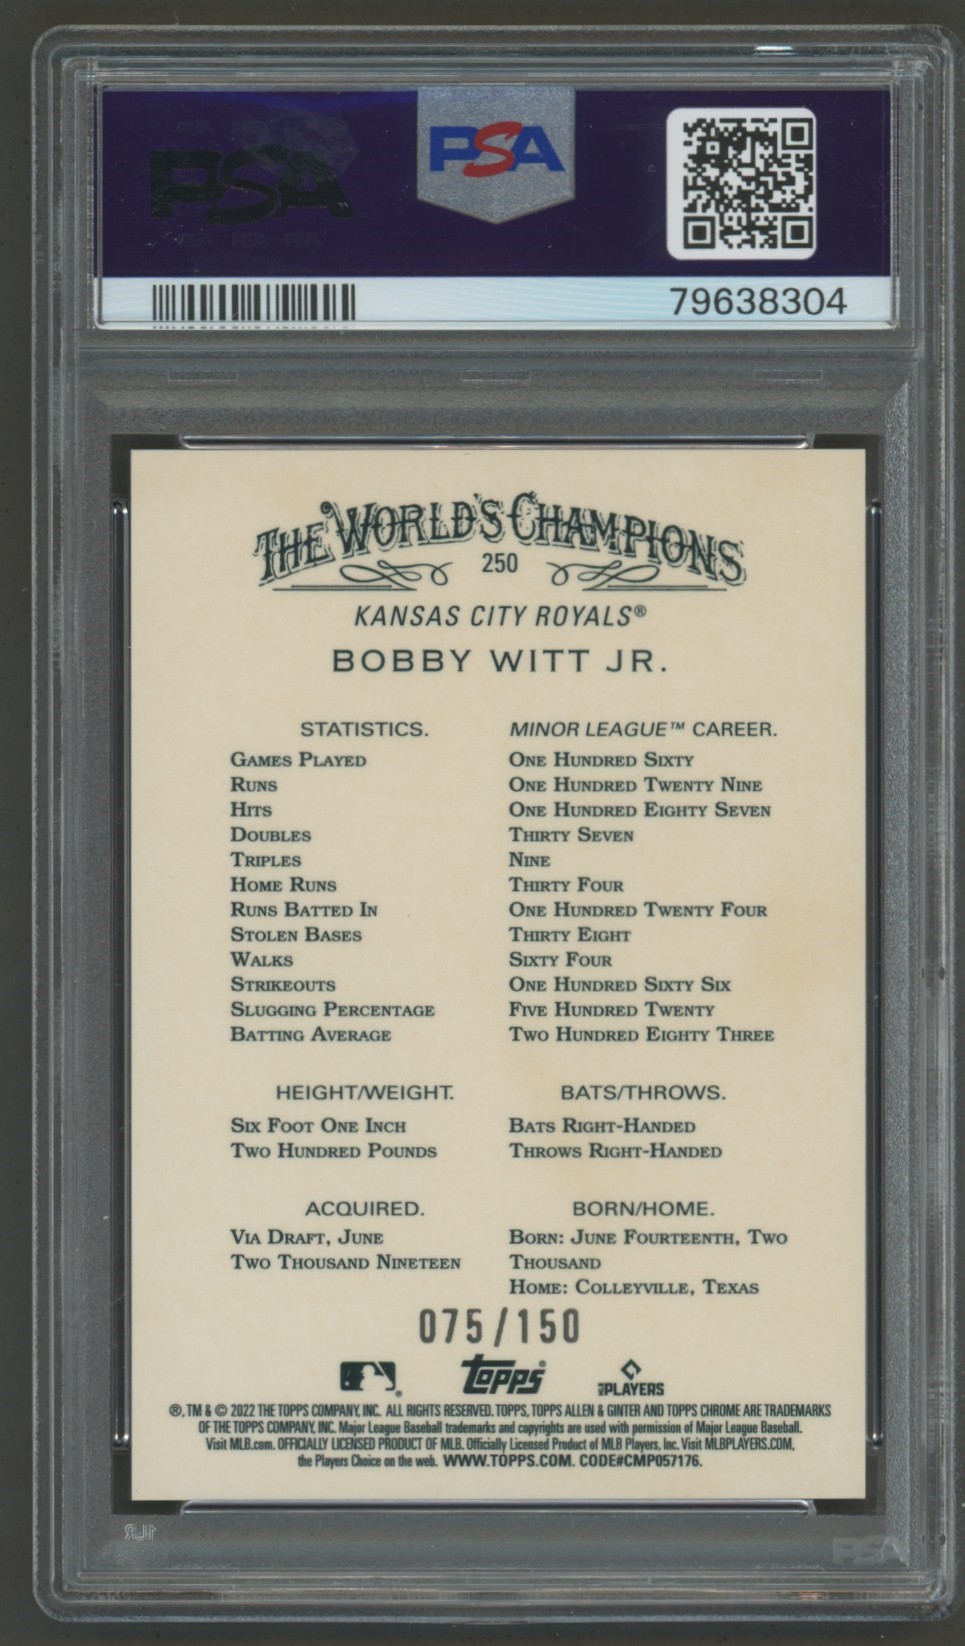 PSA
PSA
79638304
THE WORLD'S CHAMPIONS
250
KANSAS CITY ROYALS®
BOBBY WITT JR.
STATISTICS. MINOR LEAGUE™ CAREER.
GAMES PLAYED ONE HUNDRED SIXTY
RUNS ONE HUNDRED TWENTY NINE
HITS ONE HUNDRED EIGHTY SEVEN
DOUBLES THIRTY SEVEN
TRIPLES NINE
HOME RUNS THIRTY FOUR
RUNS BATTED IN ONE HUNDRED TWENTY FOUR
STOLEN BASES THIRTY EIGHT
WALKS SIXTY FOUR
STRIKEOUTS ONE HUNDRED SIXTY SIX
SLUGGING PERCENTAGE FIVE HUNDRED TWENTY
BATTING AVERAGE TWO HUNDRED EIGHTY THREE
HEIGHT/WEIGHT. BATS/THROWS.
SIX FOOT ONE INCH BATS RIGHT-HANDED
TWO HUNDRED POUNDS THROWS RIGHT-HANDED
ACQUIRED. BORN/HOME.
VIA DRAFT, JUNE BORN: JUNE FOURTEENTH, TWO
TWO THOUSAND NINETEEN THOUSAND
HOME: COLLEYVILLE, TEXAS
075/150
topps® PLAYERS
®, TM & © 2022 THE TOPPS COMPANY, INC. ALL RIGHTS RESERVED. TOPPS, TOPPS ALLEN & GINTER AND TOPPS CHROME ARE TRADEMARKS
OF THE TOPPS COMPANY, INC. Major League Baseball trademarks and copyrights are used with permission of Major League Baseball.
Visit MLB.com. OFFICIALLY LICENSED PRODUCT OF MLB. Officially Licensed Product of MLB Players, Inc. Visit MLBPLAYERS.COM,
the Players Choice on the web. WWW.TOPPS.COM. CODE#CMP057176.
PSA